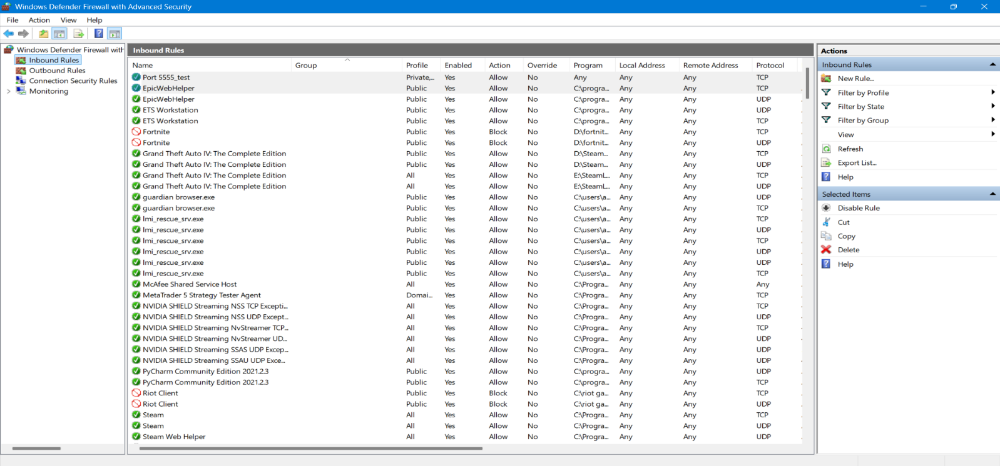 Windows Defender Firewall with Advanced Security
File Action View Help
Windows Defender Firewall with
Inbound Rules
Outbound Rules
Connection Security Rules
Monitoring
Inbound Rules
Name Group Profile Enabled Action Override Program Local Address Remote Address Protocol
Port 5555_test Private,... Yes Allow No Any Any Any TCP
EpicWebHelper Public Yes Allow No C:\progra... Any Any TCP
EpicWebHelper Public Yes Allow No C:\progra... Any Any UDP
ETS Workstation Public Yes Allow No C:\progra... Any Any UDP
ETS Workstation Public Yes Allow No C:\progra... Any Any TCP
Fortnite Public Yes Block No D:\fortnit... Any Any TCP
Fortnite Public Yes Block No D:\fortnit... Any Any UDP
Grand Theft Auto IV: The Complete Edition Public Yes Allow No D:\Steam... Any Any TCP
Grand Theft Auto IV: The Complete Edition Public Yes Allow No D:\Steam... Any Any UDP
Grand Theft Auto IV: The Complete Edition All Yes Allow No E:\SteamL... Any Any TCP
Grand Theft Auto IV: The Complete Edition All Yes Allow No E:\SteamL... Any Any UDP
guardian browser.exe Public Yes Allow No C:\users\a... Any Any UDP
guardian browser.exe Public Yes Allow No C:\users\a... Any Any TCP
lmi_rescue_srv.exe Public Yes Allow No C:\users\a... Any Any TCP
lmi_rescue_srv.exe Public Yes Allow No C:\users\a... Any Any UDP
lmi_rescue_srv.exe Public Yes Allow No C:\users\a... Any Any TCP
lmi_rescue_srv.exe Public Yes Allow No C:\users\a... Any Any UDP
lmi_rescue_srv.exe Public Yes Allow No C:\users\a... Any Any UDP
lmi_rescue_srv.exe Public Yes Allow No C:\users\a... Any Any TCP
McAfee Shared Service Host All Yes Allow No C:\Progra... Any Any Any
MetaTrader 5 Strategy Tester Agent Domai... Yes Allow No C:\Progra... Any Any TCP
NVIDIA SHIELD Streaming NSS TCP Excepti... All Yes Allow No C:\Progra... Any Any TCP
NVIDIA SHIELD Streaming NSS UDP Except... All Yes Allow No C:\Progra... Any Any UDP
NVIDIA SHIELD Streaming NvStreamer TCP... All Yes Allow No C:\Progra... Any Any TCP
NVIDIA SHIELD Streaming NvStreamer UD... All Yes Allow No C:\Progra... Any Any UDP
NVIDIA SHIELD Streaming SSAS UDP Excep... All Yes Allow No C:\Progra... Any Any UDP
NVIDIA SHIELD Streaming SSAU UDP Exce... All Yes Allow No C:\Progra... Any Any UDP
PyCharm Community Edition 2021.2.3 Public Yes Allow No C:\progra... Any Any UDP
PyCharm Community Edition 2021.2.3 Public Yes Allow No C:\progra... Any Any TCP
Riot Client Public Yes Block No C:\riot ga... Any Any TCP
Riot Client Public Yes Block No C:\riot ga... Any Any UDP
Steam All Yes Allow No C:\Progra... Any Any TCP
Steam All Yes Allow No C:\Progra... Any Any UDP
Steam Web Helper All Yes Allow No C:\Progra... Any Any UDP
Actions
Inbound Rules
New Rule...
Filter by Profile
Filter by State
Filter by Group
View
Refresh
Export List...
Help
Selected Items
Disable Rule
Cut
Copy
Delete
Help